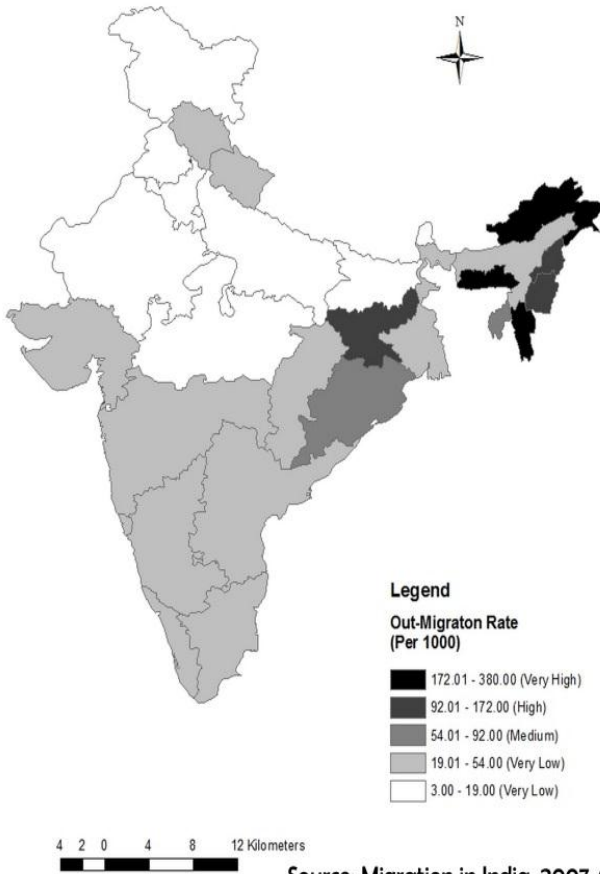 N
Legend
Out-Migraton Rate
(Per 1000)
172.01 - 380.00 (Very High)
92.01 - 172.00 (High)
54.01 - 92.00 (Medium)
19.01 - 54.00 (Very Low)
3.00 - 19.00 (Very Low)
4 2 0 4 8 12 Kilometers
Source Migration in India, 2007